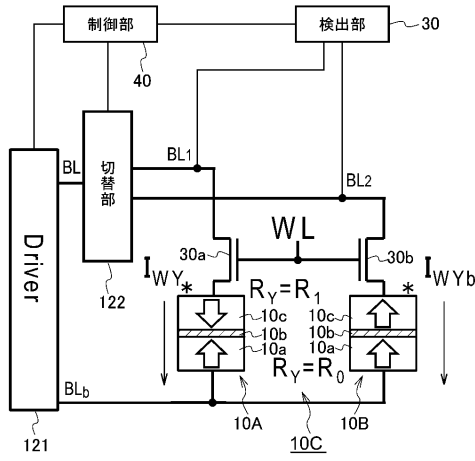 制御部
検出部
30
40
BL
切替部
BL1
BL2
Driver
WL
30a
30b
IWY
*
122
RY=R1
*
IWYb
10c
10b
10a
10c
10b
10a
RY=R0
BLb
10A
10B
121
10C